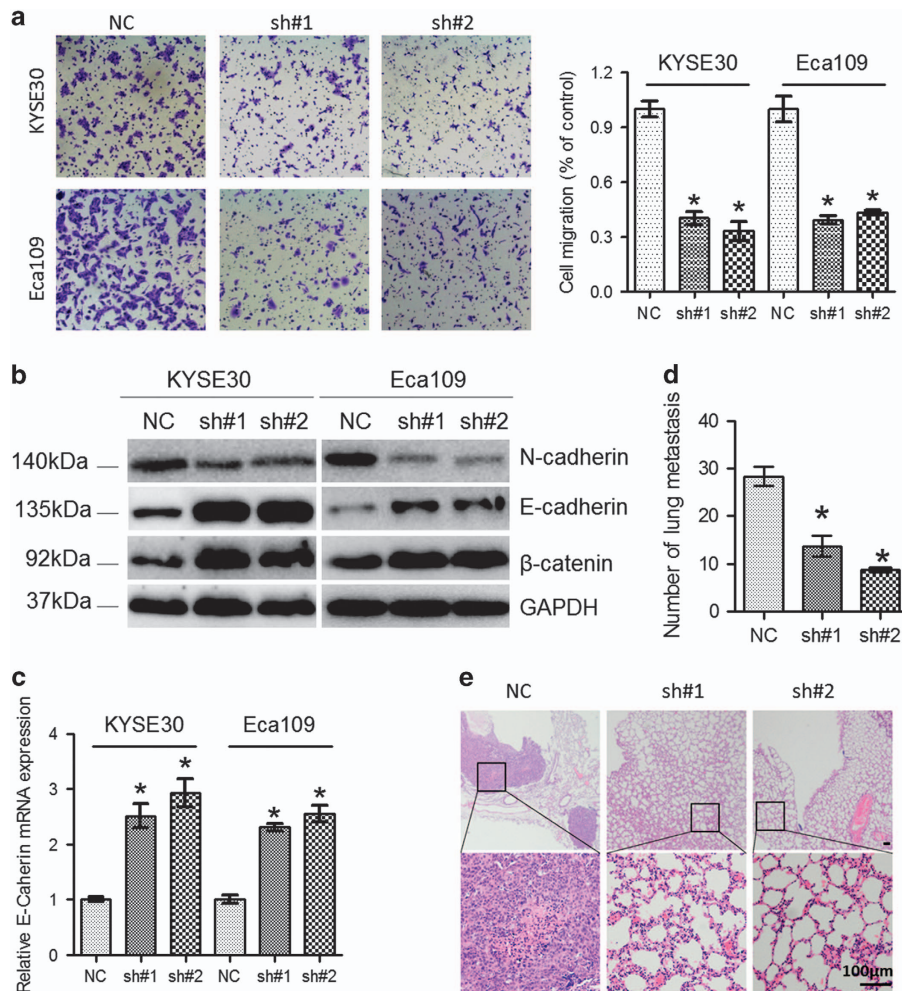 a
NC sh#1 sh#2
KYSE30
Eca109
KYSE30 Eca109
Cell migration (% of control)
1.2
0.9
0.6
0.3
0.0
* * * *
NC sh#1 sh#2 NC sh#1 sh#2
b
KYSE30 Eca109
NC sh#1 sh#2 NC sh#1 sh#2
140kDa N-cadherin
135kDa E-cadherin
92kDa β-catenin
37kDa GAPDH
d
Number of lung metastasis
40
30
20
10
0
* *
NC sh#1 sh#2
c
KYSE30 Eca109
Relative E-Caherin mRNA expression
4
3
2
1
0
* * * *
NC sh#1 sh#2 NC sh#1 sh#2
e
NC sh#1 sh#2
100μm